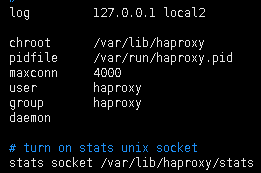 log 127.0.0.1 local2
chroot /var/lib/haproxy
pidfile /var/run/haproxy.pid
maxconn 4000
user haproxy
group haproxy
daemon
# turn on stats unix socket
stats socket /var/lib/haproxy/stats